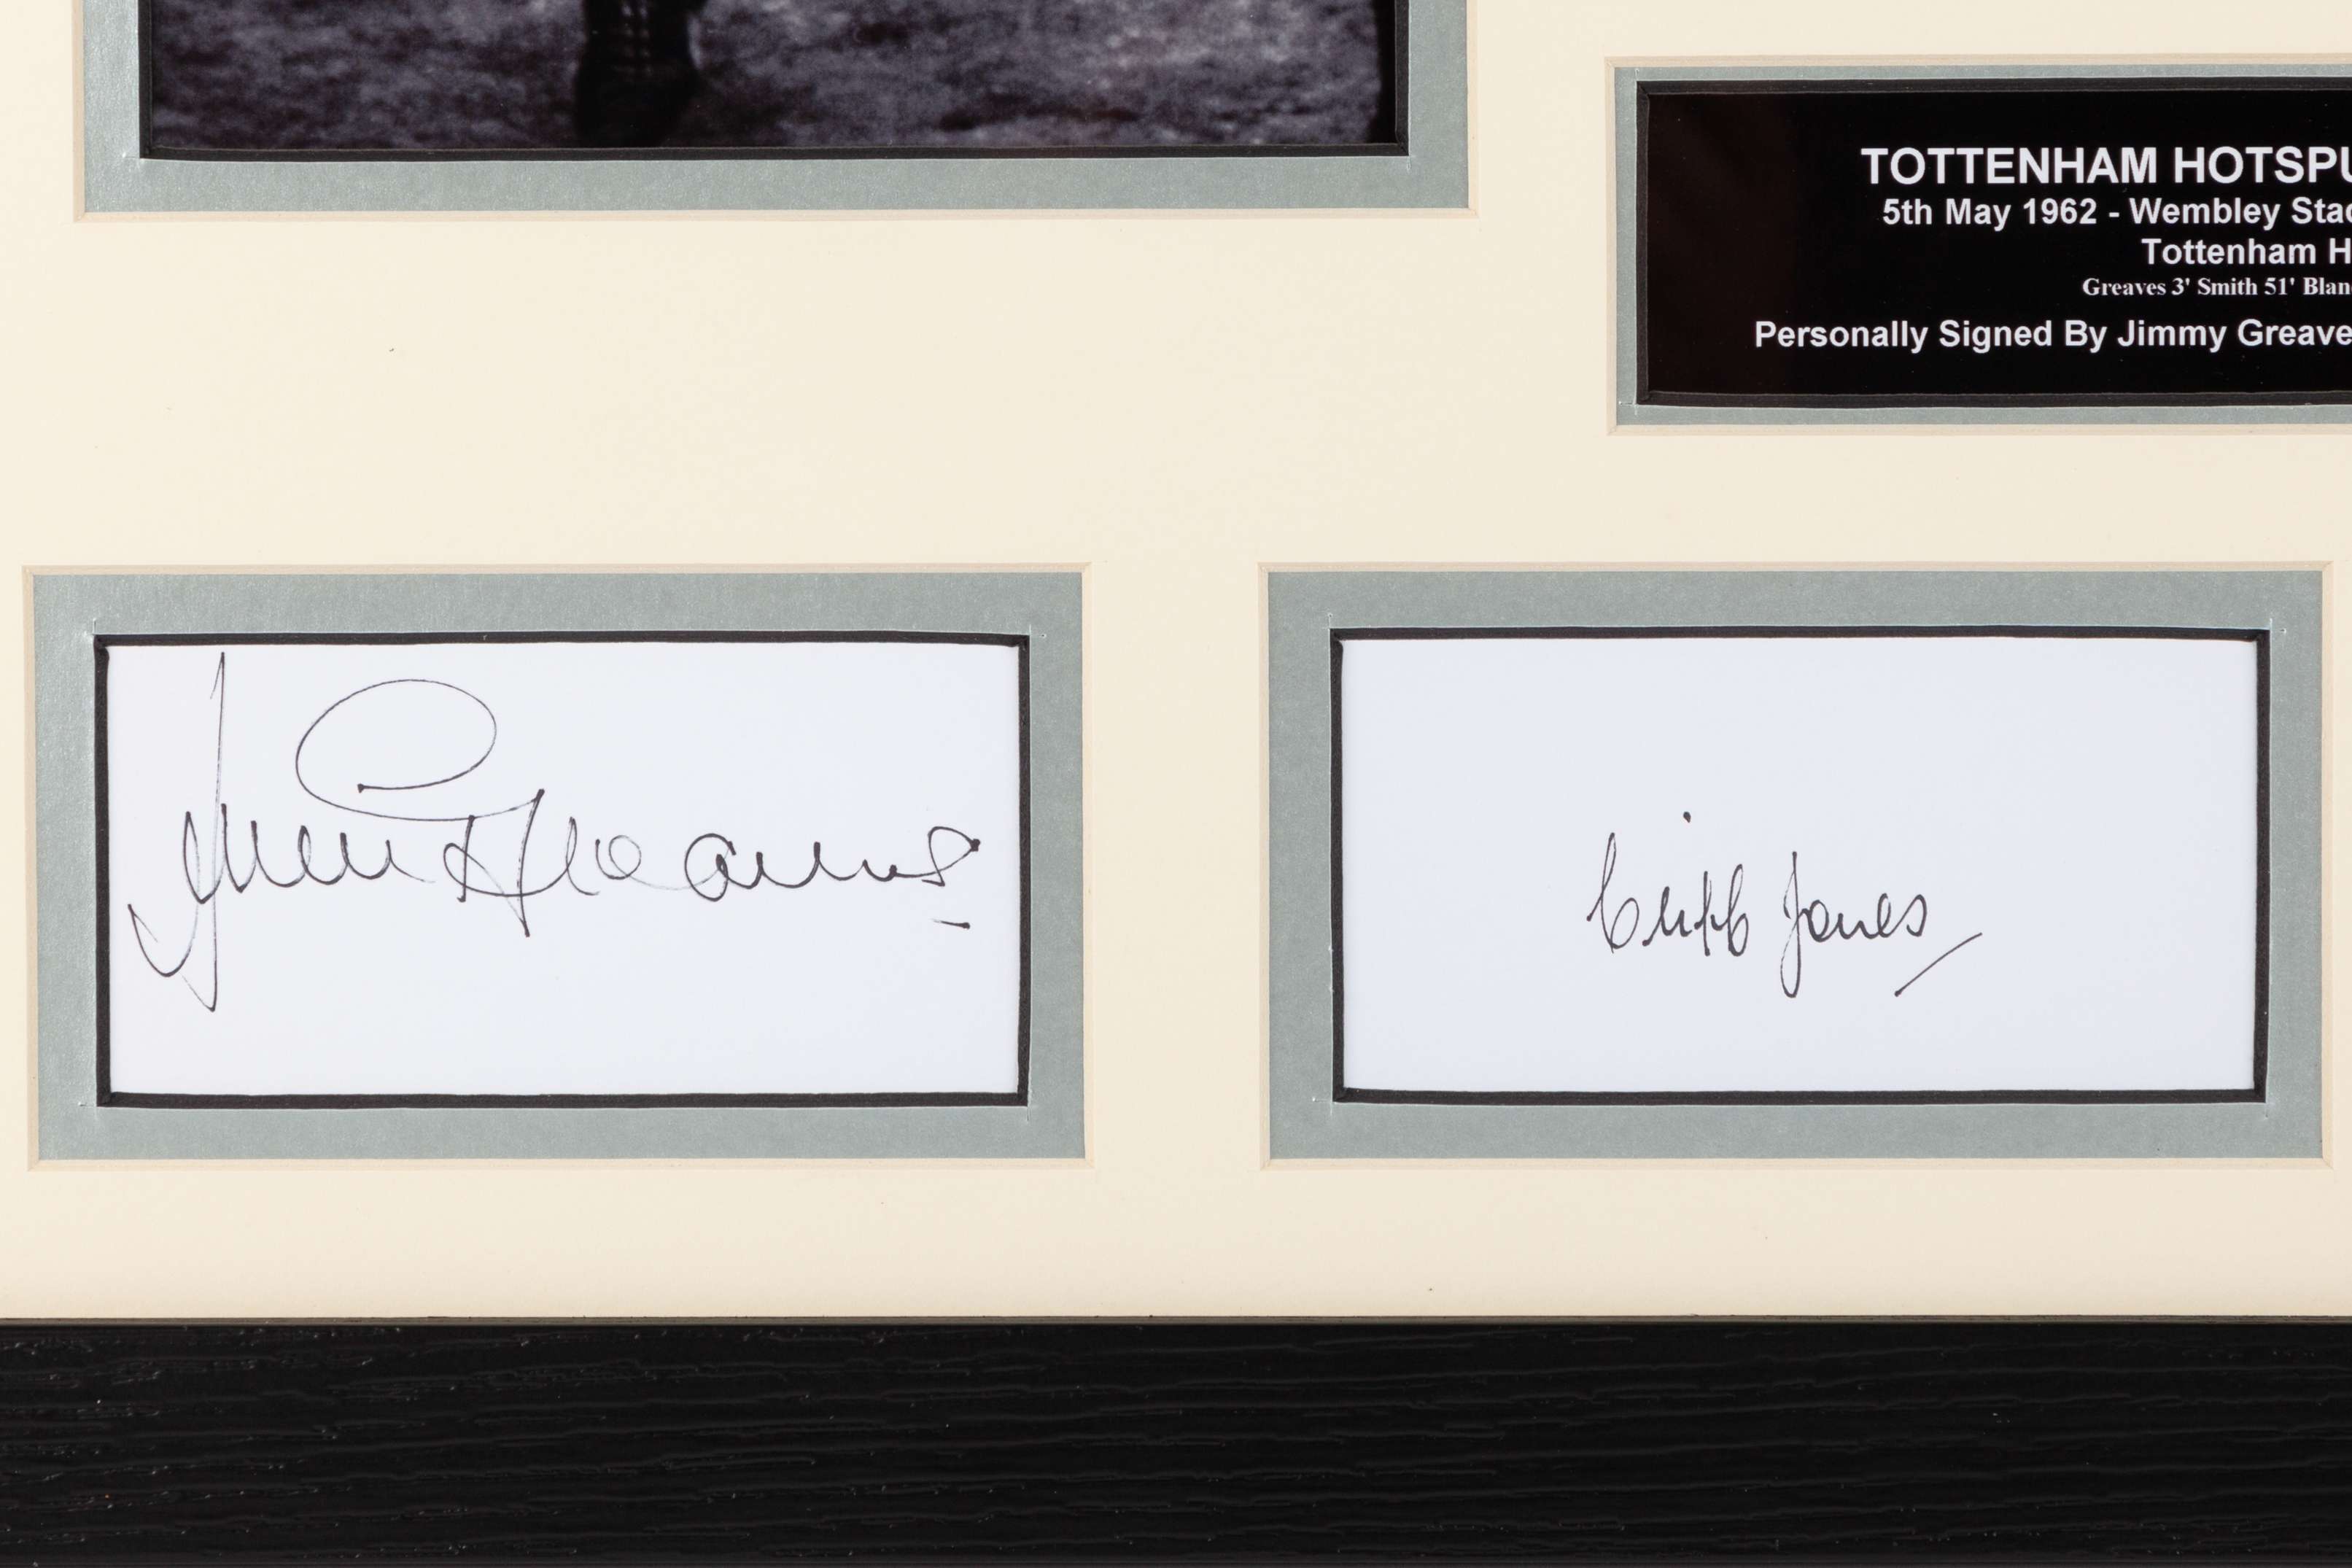 TOTTENHAM HOTSPU
5th May 1962 - Wembley Stad
Tottenham H
Greaves 3' Smith 51' Blan
Personally Signed By Jimmy Greave
Jimmy Greaves
Cliff Jones